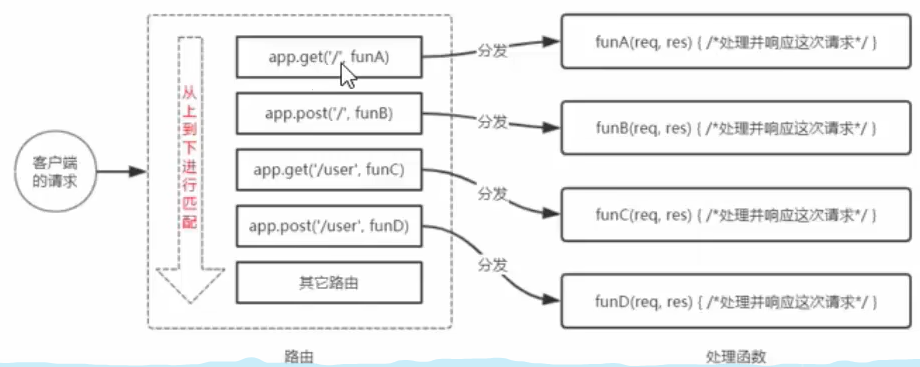 客户端
的请求
从上到下进行匹配
app.get('/', funA)
app.post('/', funB)
app.get('/user', funC)
app.post('/user', funD)
其它路由
路由
分发
分发
分发
分发
funA(req, res) { /*处理并响应这次请求*/ }
funB(req, res) { /*处理并响应这次请求*/ }
funC(req, res) { /*处理并响应这次请求*/ }
funD(req, res) { /*处理并响应这次请求*/ }
处理函数